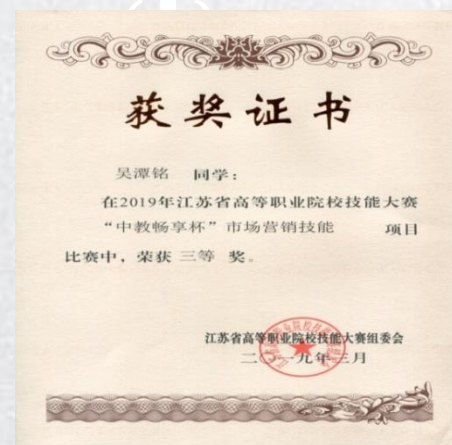 获奖证书
吴潭铭 同学：
在2019年江苏省高等职业院校技能大赛
“中教畅享杯”市场营销技能 项目
比赛中，荣获 三等 奖。
江苏省高等职业院校技能大赛组委会
二〇一九年三月